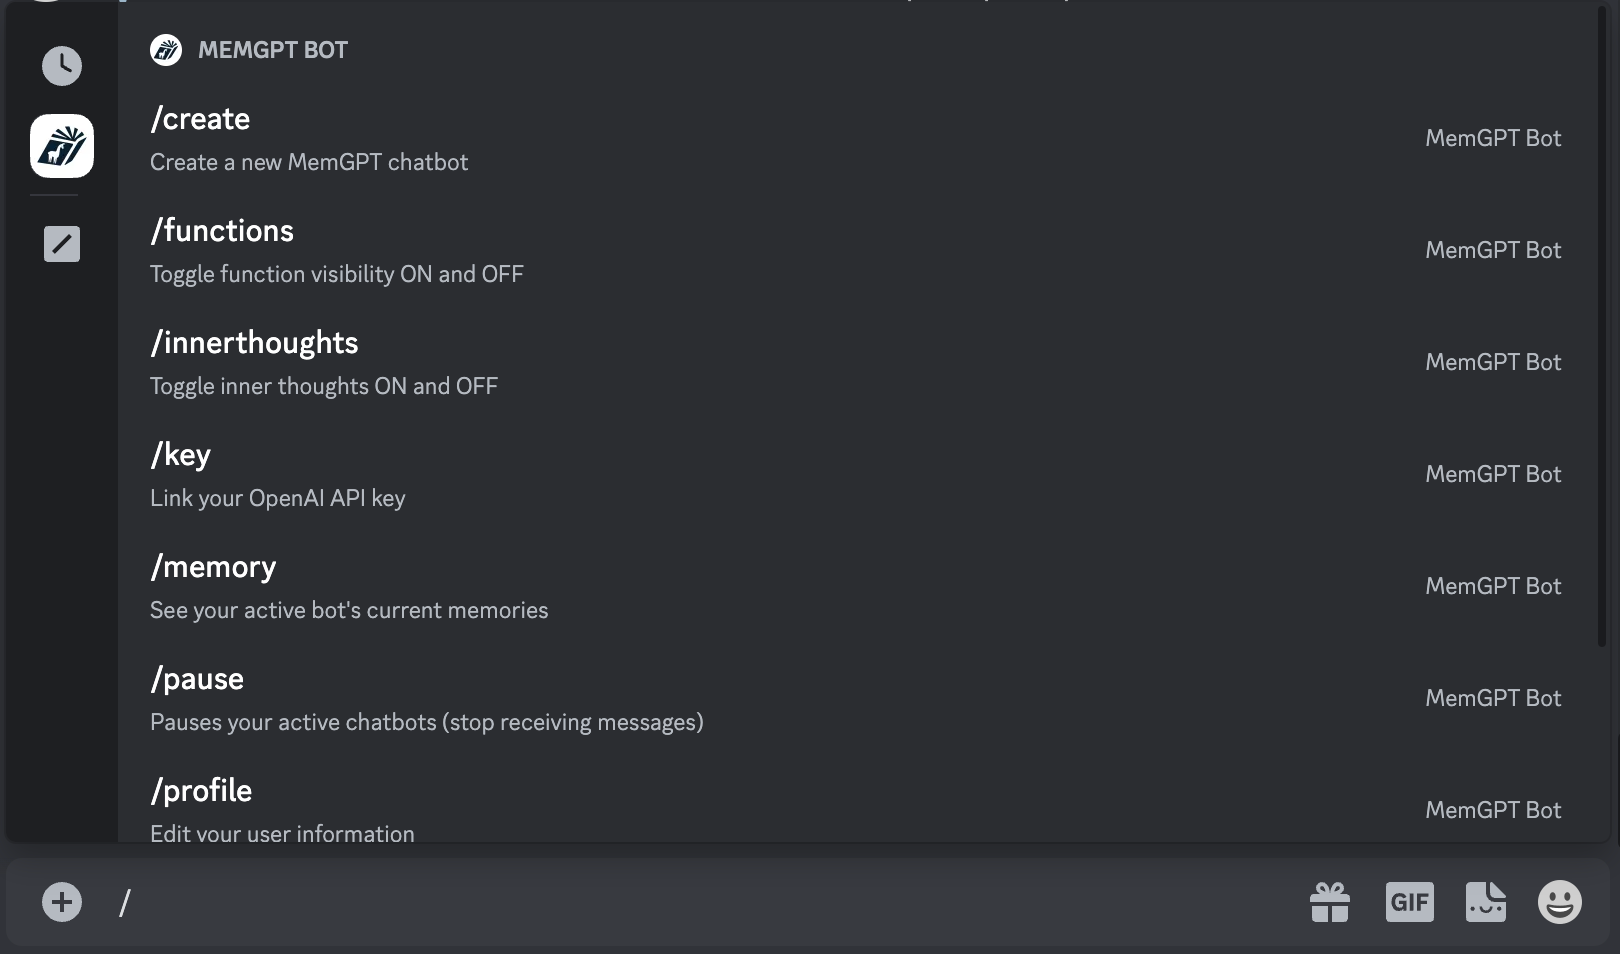 MEMGPT BOT
/create
MemGPT Bot
Create a new MemGPT chatbot
/functions
MemGPT Bot
Toggle function visibility ON and OFF
/innerthoughts
MemGPT Bot
Toggle inner thoughts ON and OFF
/key
MemGPT Bot
Link your OpenAI API key
/memory
MemGPT Bot
See your active bot's current memories
/pause
MemGPT Bot
Pauses your active chatbots (stop receiving messages)
/profile
MemGPT Bot
Edit your user information
/
GIF